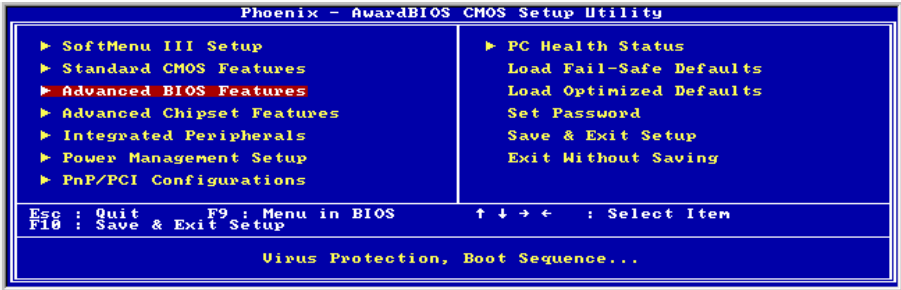 Phoenix - AwardBIOS CMOS Setup Utility
► SoftMenu III Setup
► Standard CMOS Features
► Advanced BIOS Features
► Advanced Chipset Features
► Integrated Peripherals
► Power Management Setup
► PnP/PCI Configurations
► PC Health Status
Load Fail-Safe Defaults
Load Optimized Defaults
Set Password
Save & Exit Setup
Exit Without Saving
Esc : Quit F9 : Menu in BIOS ↑ ↓ → ← : Select Item
F10 : Save & Exit Setup
Virus Protection, Boot Sequence...